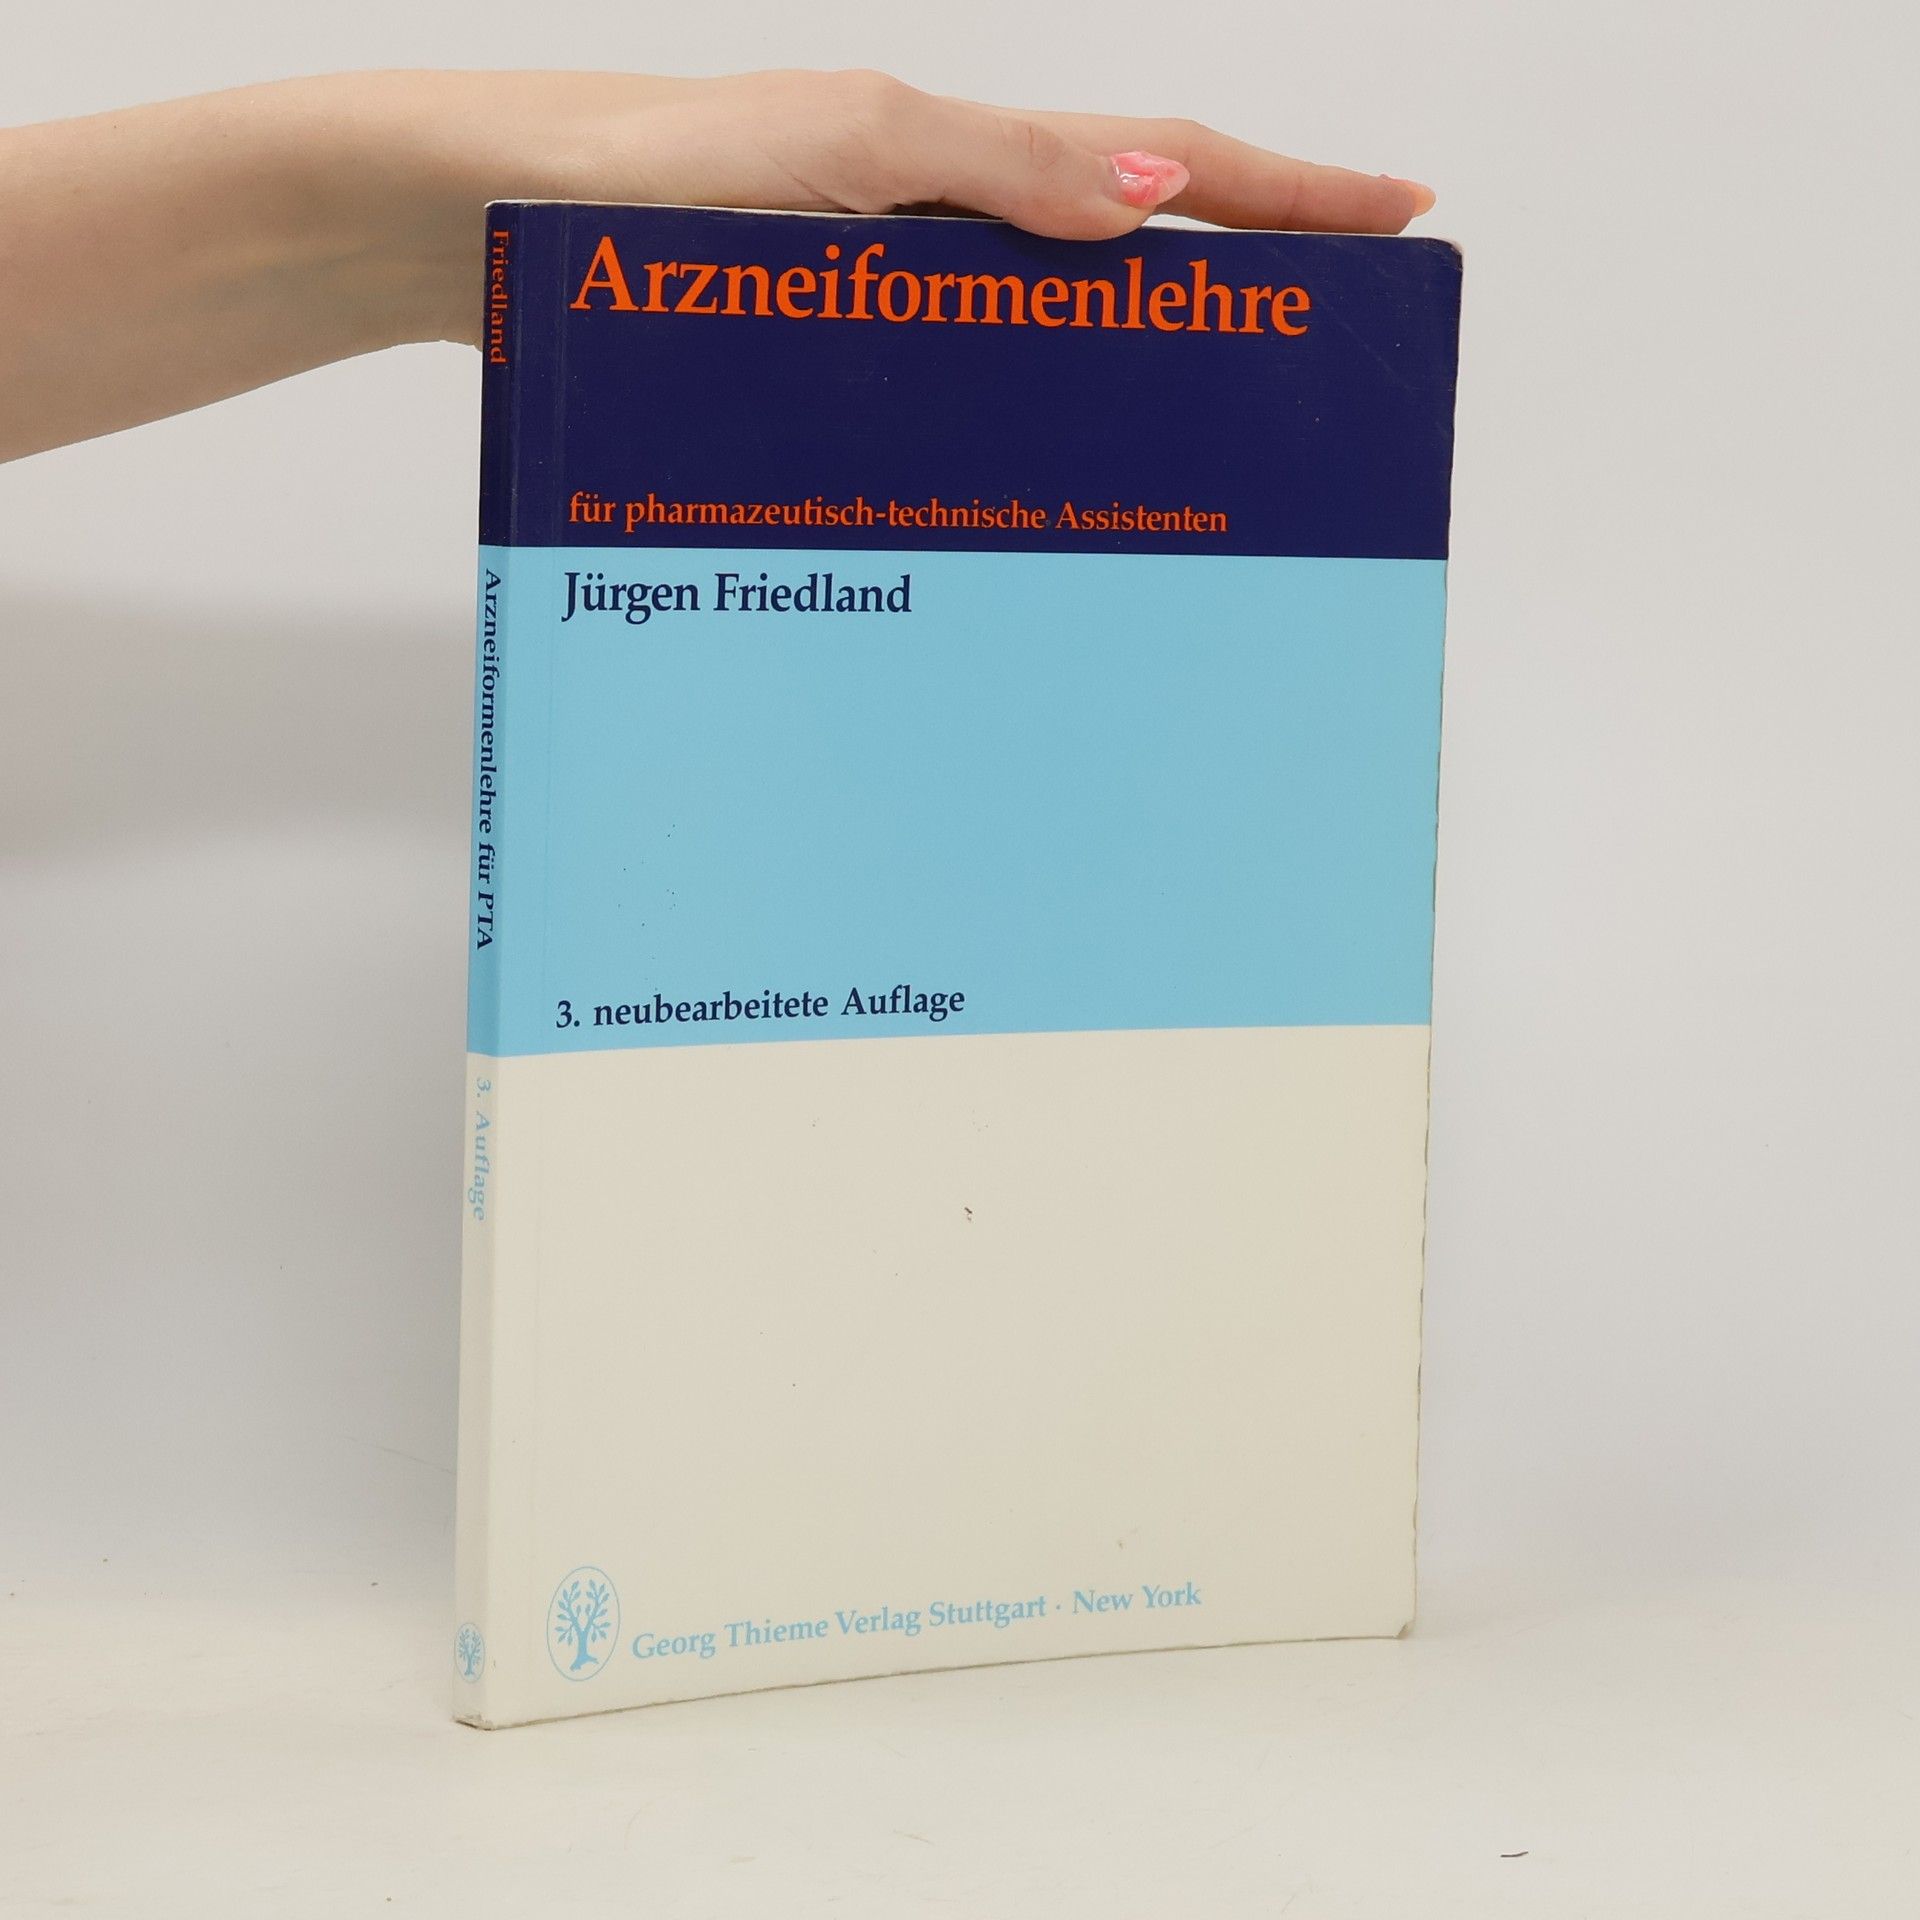 Arzneiformenlehre
für pharmazeutisch-technische Assistenten
Jürgen Friedland
3. neubearbeitete Auflage
Georg Thieme Verlag Stuttgart · New York
Friedland
Arzneiformenlehre für PTA
3. Auflage